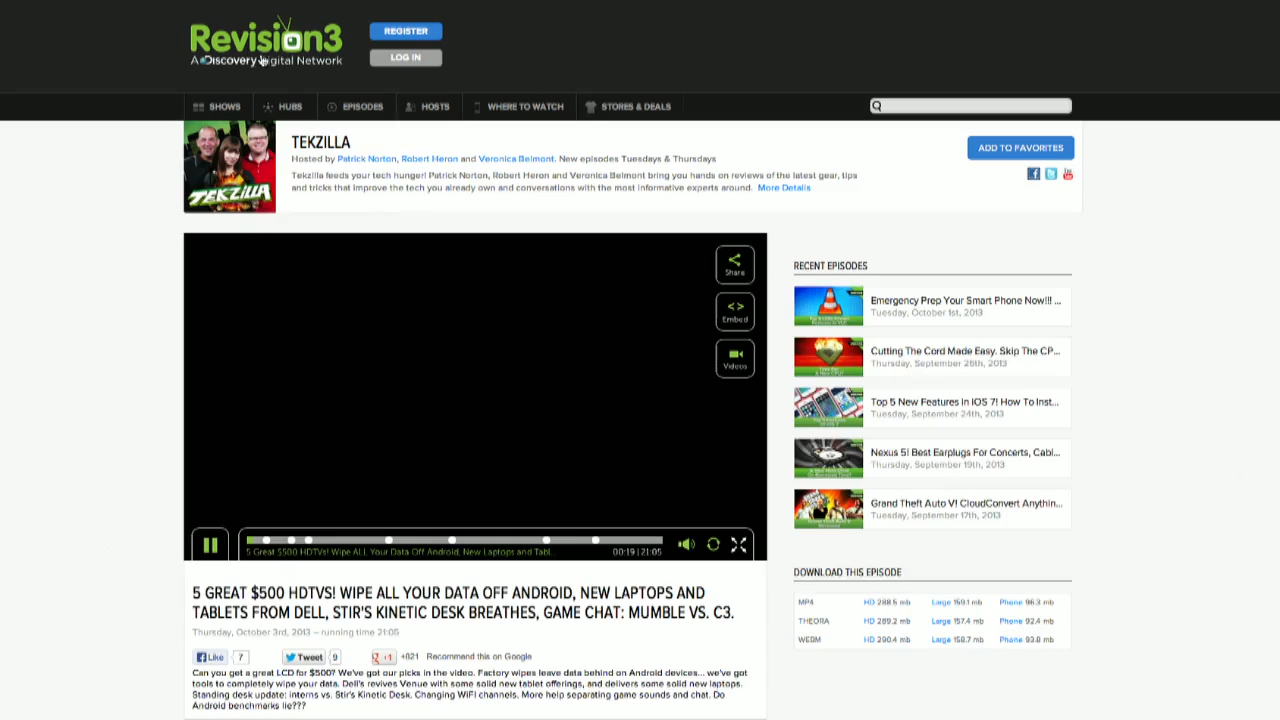 Revision3
A Discovery Digital Network
REGISTER
LOG IN
SHOWS
HUBS
EPISODES
HOSTS
WHERE TO WATCH
STORES & DEALS
TEKZILLA
TEKZILLA
Hosted by Patrick Norton, Robert Heron and Veronica Belmont. New episodes Tuesdays & Thursdays
Tekzilla feeds your tech hunger! Patrick Norton, Robert Heron and Veronica Belmont bring you hands on reviews of the latest gear, tips
and tricks that improve the tech you already own and conversations with the most informative experts around. More Details
ADD TO FAVORITES
Share
Embed
Videos
5 Great $500 HDTVs! Wipe ALL Your Data Off Android, New Laptops and Tabl...
00:19 | 21:05
5 GREAT $500 HDTVS! WIPE ALL YOUR DATA OFF ANDROID, NEW LAPTOPS AND
TABLETS FROM DELL, STIR'S KINETIC DESK BREATHES, GAME CHAT: MUMBLE VS. C3.
Thursday, October 3rd, 2013 – running time 21:05
Like 7
Tweet 9
+1 +821 Recommend this on Google
Can you get a great LCD for $500? We've got our picks in the video. Factory wipes leave data behind on Android devices... we've got
tools to completely wipe your data. Dell's revives Venue with some solid new tablet offerings, and delivers some solid new laptops.
Standing desk update: interns vs. Stir's Kinetic Desk. Changing WiFi channels. More help separating game sounds and chat. Do
Android benchmarks lie???
RECENT EPISODES
Emergency Prep Your Smart Phone Now!!! ...
Tuesday, October 1st, 2013
Cutting The Cord Made Easy. Skip The CP...
Thursday, September 26th, 2013
Top 5 New Features in iOS 7! How To Inst...
Tuesday, September 24th, 2013
Nexus 5! Best Earplugs For Concerts, Cabl...
Thursday, September 19th, 2013
Grand Theft Auto V! CloudConvert Anythin...
Tuesday, September 17th, 2013
DOWNLOAD THIS EPISODE
MP4 HD 288.5 mb Large 159.1 mb Phone 96.3 mb
THEORA HD 289.2 mb Large 157.4 mb Phone 92.4 mb
WEBM HD 290.4 mb Large 158.7 mb Phone 93.8 mb